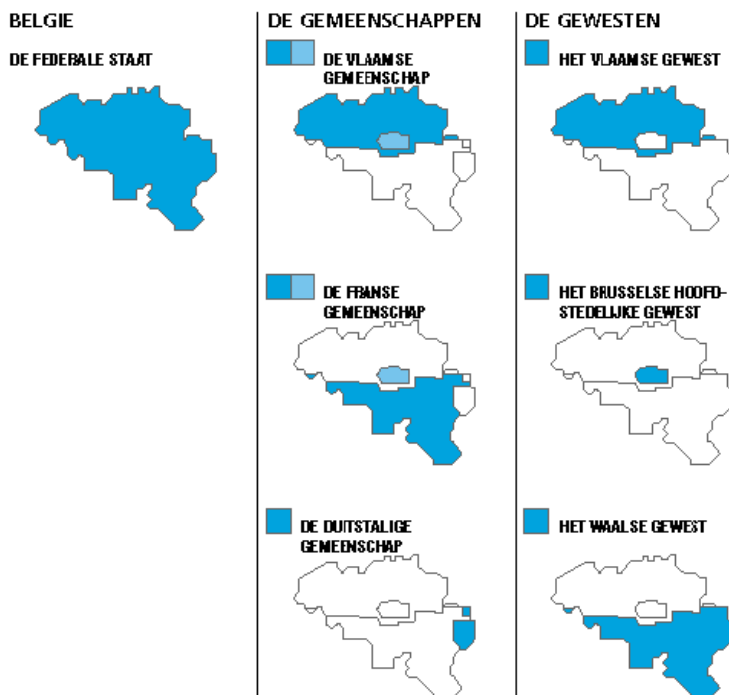 BELGIE
DE FEDERALE STAAT
DE GEMEENSCHAPPEN
DE VLAAMSE
GEMEENSCHAP
DE FRANSE
GEMEENSCHAP
DE DUITSTALIGE
GEMEENSCHAP
DE GEWESTEN
HET VLAAMSE GEWEST
HET BRUSSELSE HOOFD-
STEDELIJKE GEWEST
HET WAALSE GEWEST